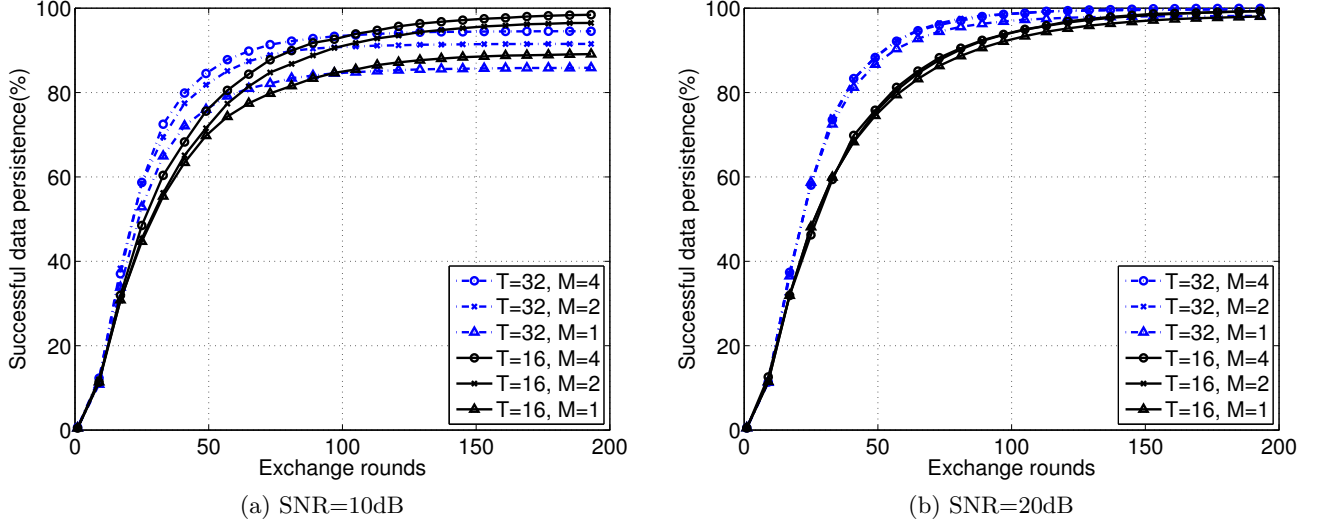 100
80
60
40
20
0
Successful data persistence(%)
T=32, M=4
T=32, M=2
T=32, M=1
T=16, M=4
T=16, M=2
T=16, M=1
0 50 100 150 200
Exchange rounds
(a) SNR=10dB
100
80
60
40
20
0
Successful data persistence(%)
T=32, M=4
T=32, M=2
T=32, M=1
T=16, M=4
T=16, M=2
T=16, M=1
0 50 100 150 200
Exchange rounds
(b) SNR=20dB